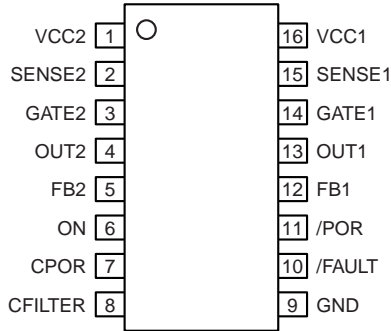 VCC2 1 16 VCC1
SENSE2 2 15 SENSE1
GATE2 3 14 GATE1
OUT2 4 13 OUT1
FB2 5 12 FB1
ON 6 11 /POR
CPOR 7 10 /FAULT
CFILTER 8 9 GND